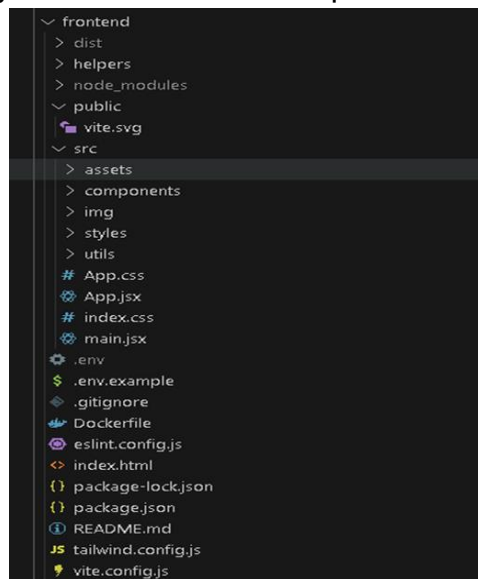 frontend
dist
helpers
node_modules
public
vite.svg
src
assets
components
img
styles
utils
# App.css
App.jsx
# index.css
main.jsx
.env
$ .env.example
.gitignore
Dockerfile
eslint.config.js
<> index.html
{} package-lock.json
{} package.json
README.md
JS tailwind.config.js
vite.config.js